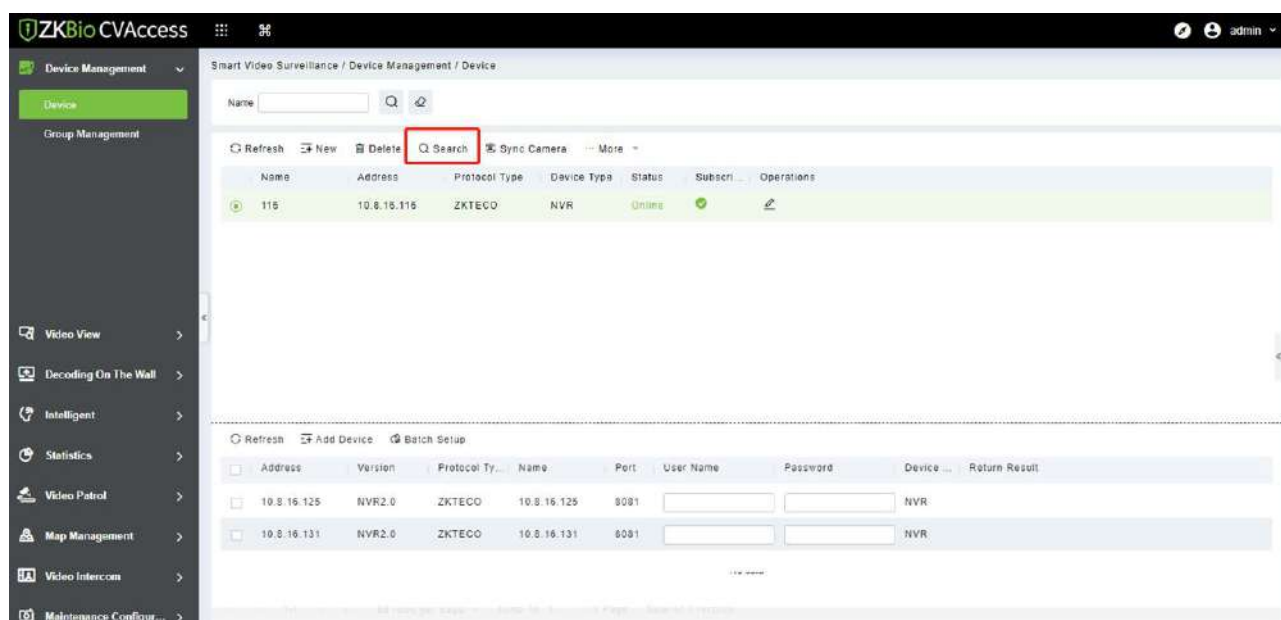 ZKBio CVAccess
admin
Device Management
Device
Group Management
Video View
Decoding On The Wall
Intelligent
Statistics
Video Patrol
Map Management
Video Intercom
Maintenance Configur...
Smart Video Surveillance / Device Management / Device
Name
Refresh New Delete Search Sync Camera ··· More
Name Address Protocol Type Device Type Status Subscri... Operations
116 10.8.16.116 ZKTECO NVR Online
Refresh Add Device Batch Setup
Address Version Protocol Ty... Name Port User Name Password Device ... Return Result
10.8.16.125 NVR2.0 ZKTECO 10.8.16.125 8081 NVR
10.8.16.131 NVR2.0 ZKTECO 10.8.16.131 8081 NVR